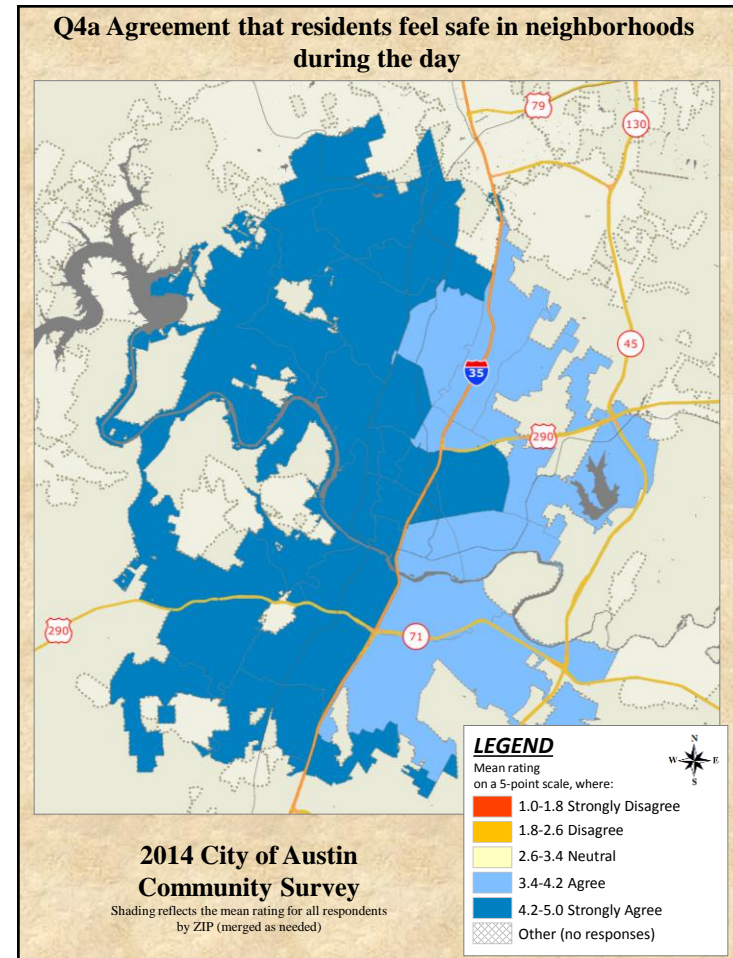 Q4a Agreement that residents feel safe in neighborhoods
during the day
79
130
45
35
290
290
71
LEGEND
Mean rating
on a 5-point scale, where:
1.0-1.8 Strongly Disagree
1.8-2.6 Disagree
2.6-3.4 Neutral
3.4-4.2 Agree
4.2-5.0 Strongly Agree
Other (no responses)
N
W
E
S
2014 City of Austin
Community Survey
Shading reflects the mean rating for all respondents
by ZIP (merged as needed)